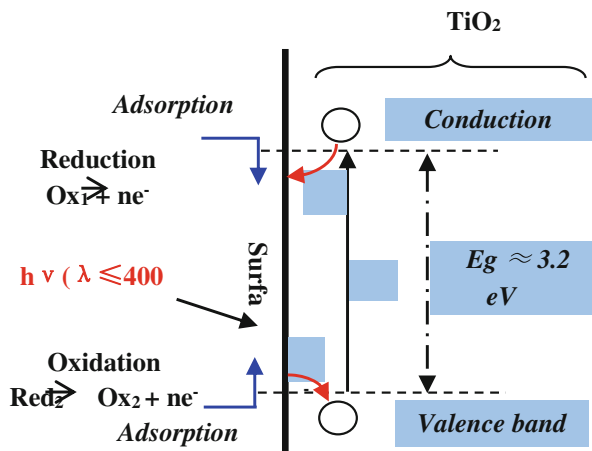 TiO₂
Adsorption
Conduction
Reduction
Ox₁ + ne⁻
Surfa
hν (λ ≤400
Eg ≈ 3.2
eV
Oxidation
Red₂ Ox₂ + ne⁻
Adsorption
Valence band